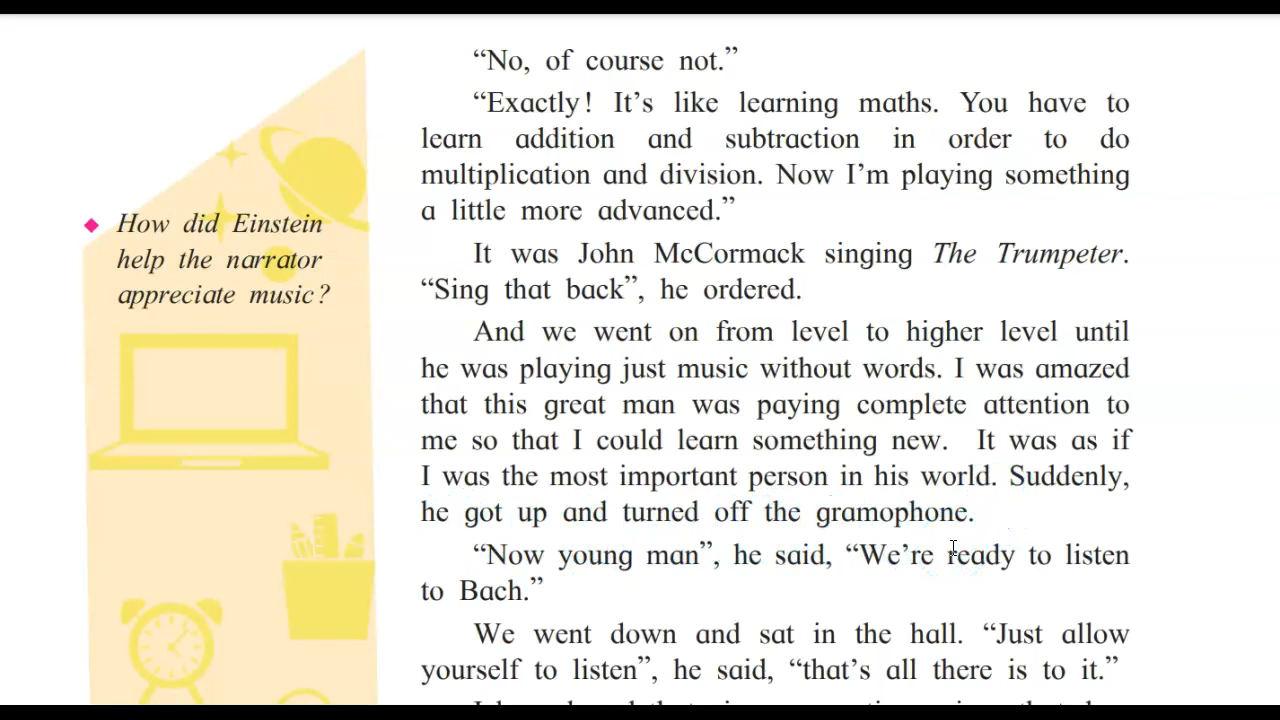 “No, of course not.”
“Exactly! It’s like learning maths. You have to
learn addition and subtraction in order to do
multiplication and division. Now I’m playing something
a little more advanced.”
How did Einstein
help the narrator
appreciate music?
It was John McCormack singing The Trumpeter.
“Sing that back”, he ordered.
And we went on from level to higher level until
he was playing just music without words. I was amazed
that this great man was paying complete attention to
me so that I could learn something new. It was as if
I was the most important person in his world. Suddenly,
he got up and turned off the gramophone.
“Now young man”, he said, “We’re ready to listen
to Bach.”
We went down and sat in the hall. “Just allow
yourself to listen”, he said, “that’s all there is to it.”